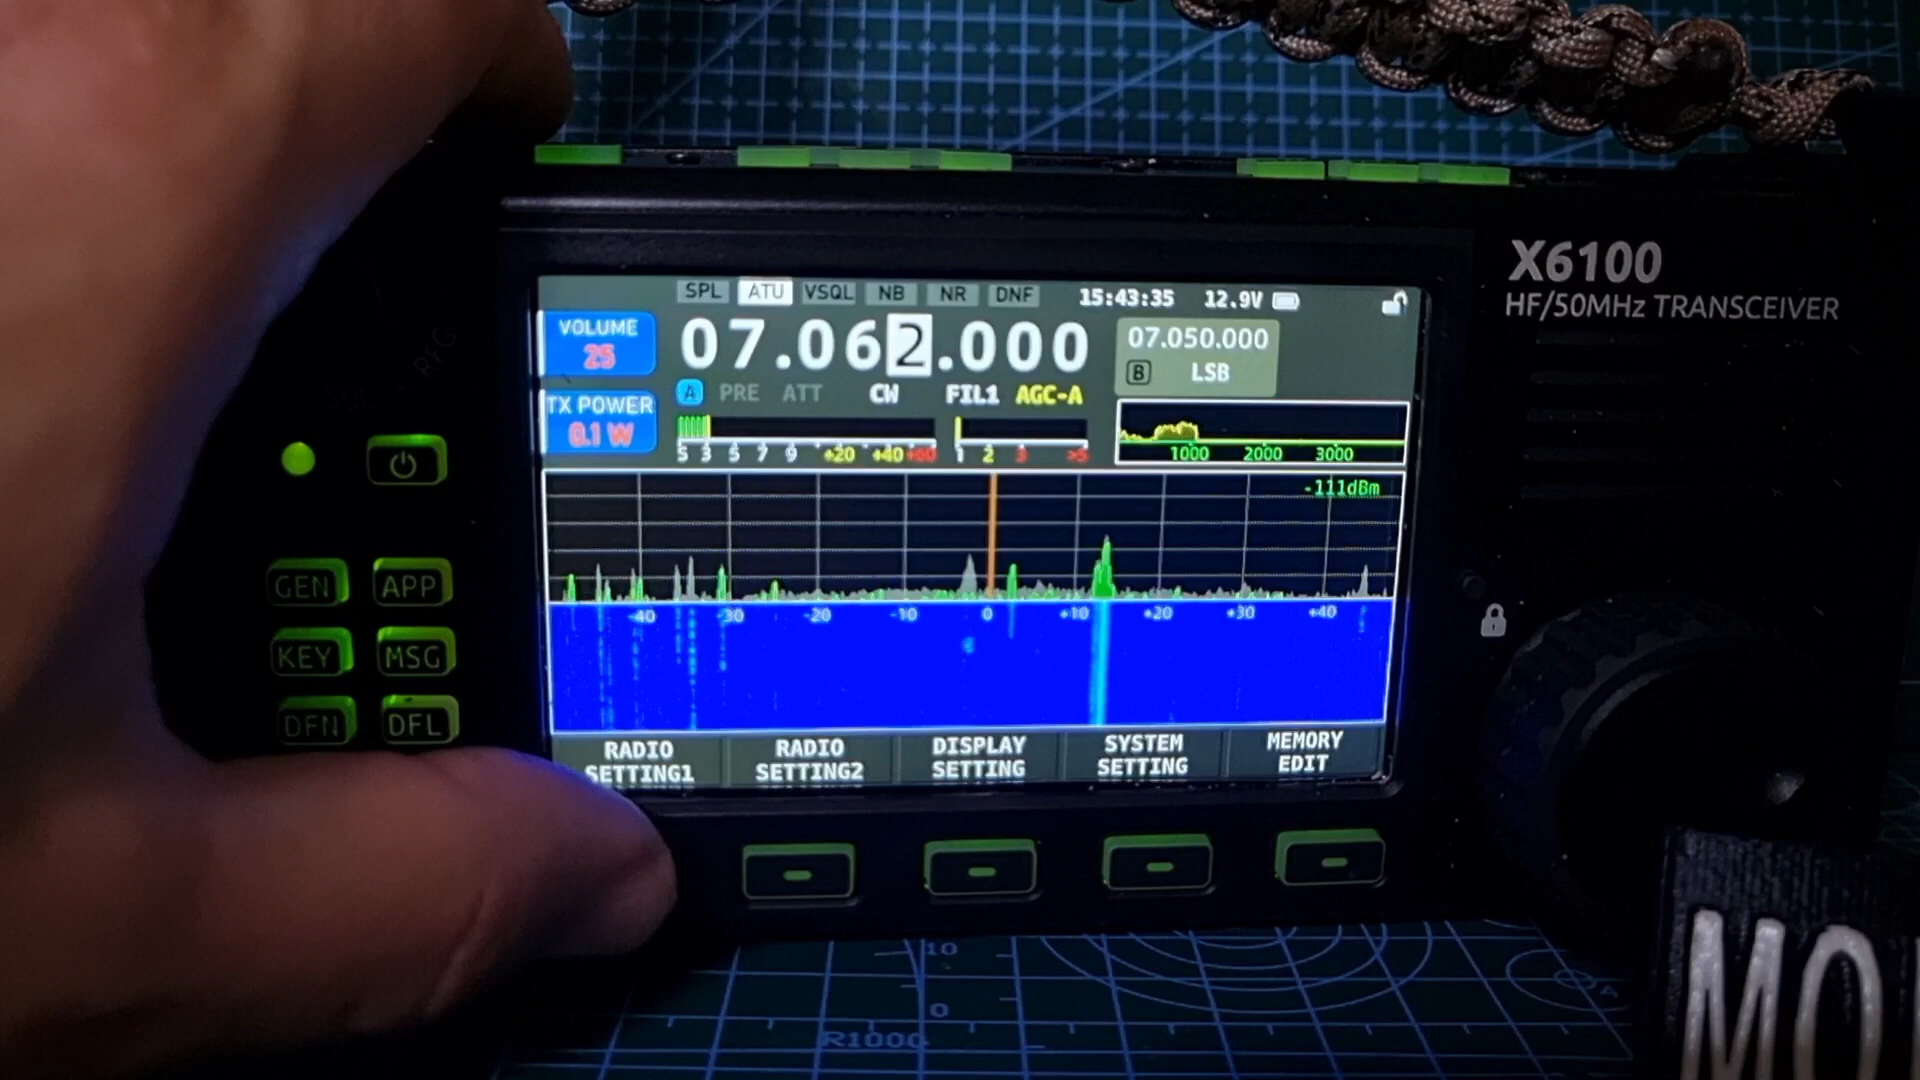 X6100
HF/50MHz TRANSCEIVER
SPL ATU VSQL NB NR DNF 15:43:35 12.9V
VOLUME
25
07.062.000
07.050.000
B LSB
A PRE ATT CW FIL1 AGC-A
TX POWER
0.1 W
S 3 5 7 9 +20 +40 +60 1 2 3 >5
1000 2000 3000
-111dBm
-40 -30 -20 -10 0 +10 +20 +30 +40
RADIO SETTING1
RADIO SETTING2
DISPLAY SETTING
SYSTEM SETTING
MEMORY EDIT
RFG
GEN APP
KEY MSG
DFN DFL
10
0
R1000
MO